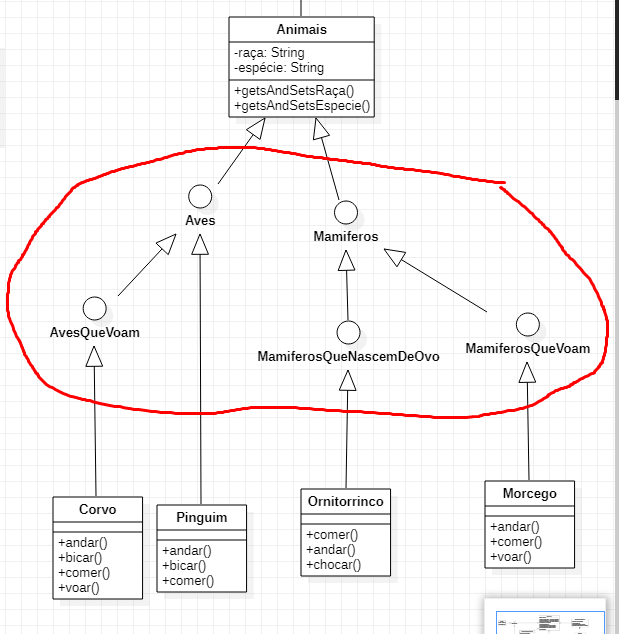 Animais
-raça: String
-espécie: String
+getsAndSetsRaça()
+getsAndSetsEspecie()
Aves
Mamiferos
AvesQueVoam
MamiferosQueNascemDeOvo
MamiferosQueVoam
Corvo
+andar()
+bicar()
+comer()
+voar()
Pinguim
+andar()
+bicar()
+comer()
Ornitorrinco
+comer()
+andar()
+chocar()
Morcego
+andar()
+comer()
+voar()